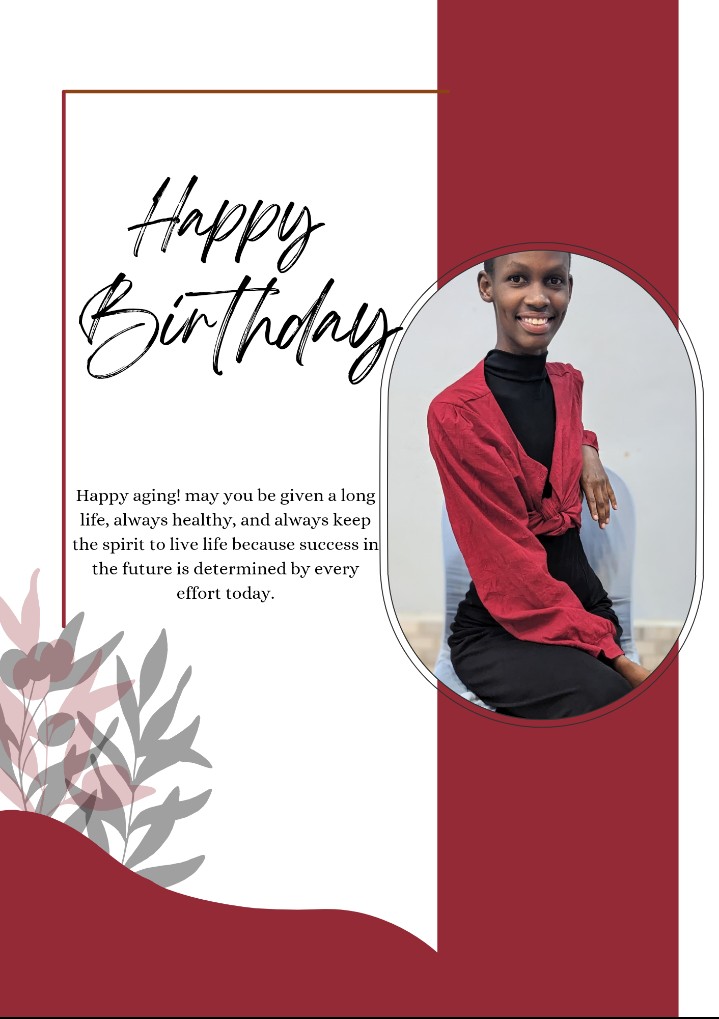 Happy
Birthday
Happy aging! may you be given a long
life, always healthy, and always keep
the spirit to live life because success in
the future is determined by every
effort today.